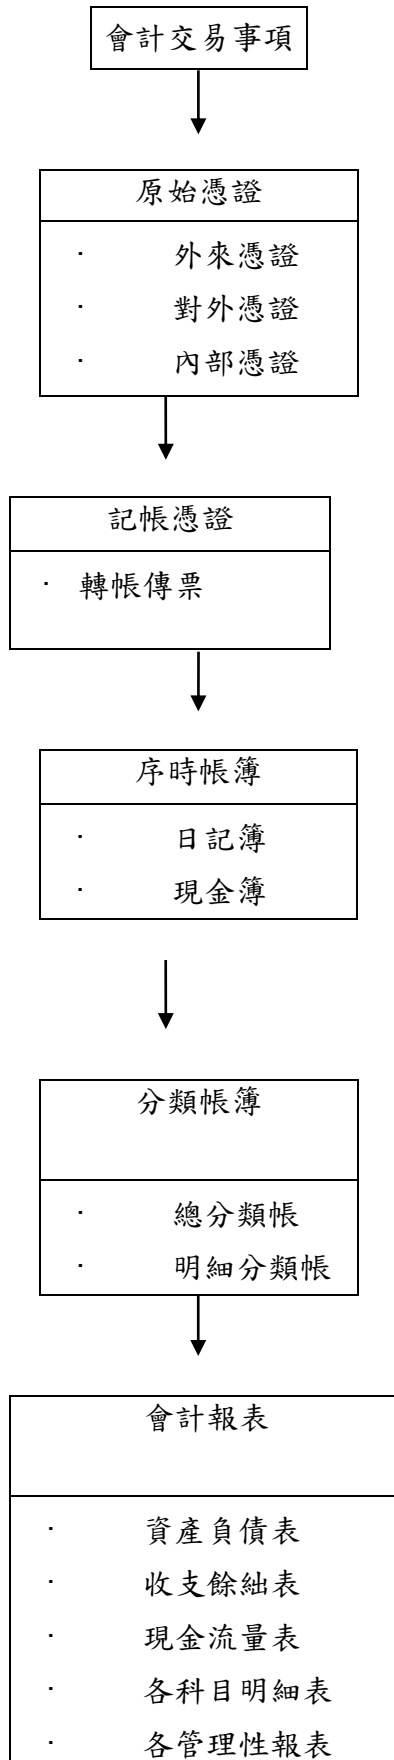 會計交易事項
原始憑證
· 外來憑證
· 對外憑證
· 內部憑證
記帳憑證
· 轉帳傳票
序時帳簿
· 日記簿
· 現金簿
分類帳簿
· 總分類帳
· 明細分類帳
會計報表
· 資產負債表
· 收支餘絀表
· 現金流量表
· 各科目明細表
· 各管理性報表